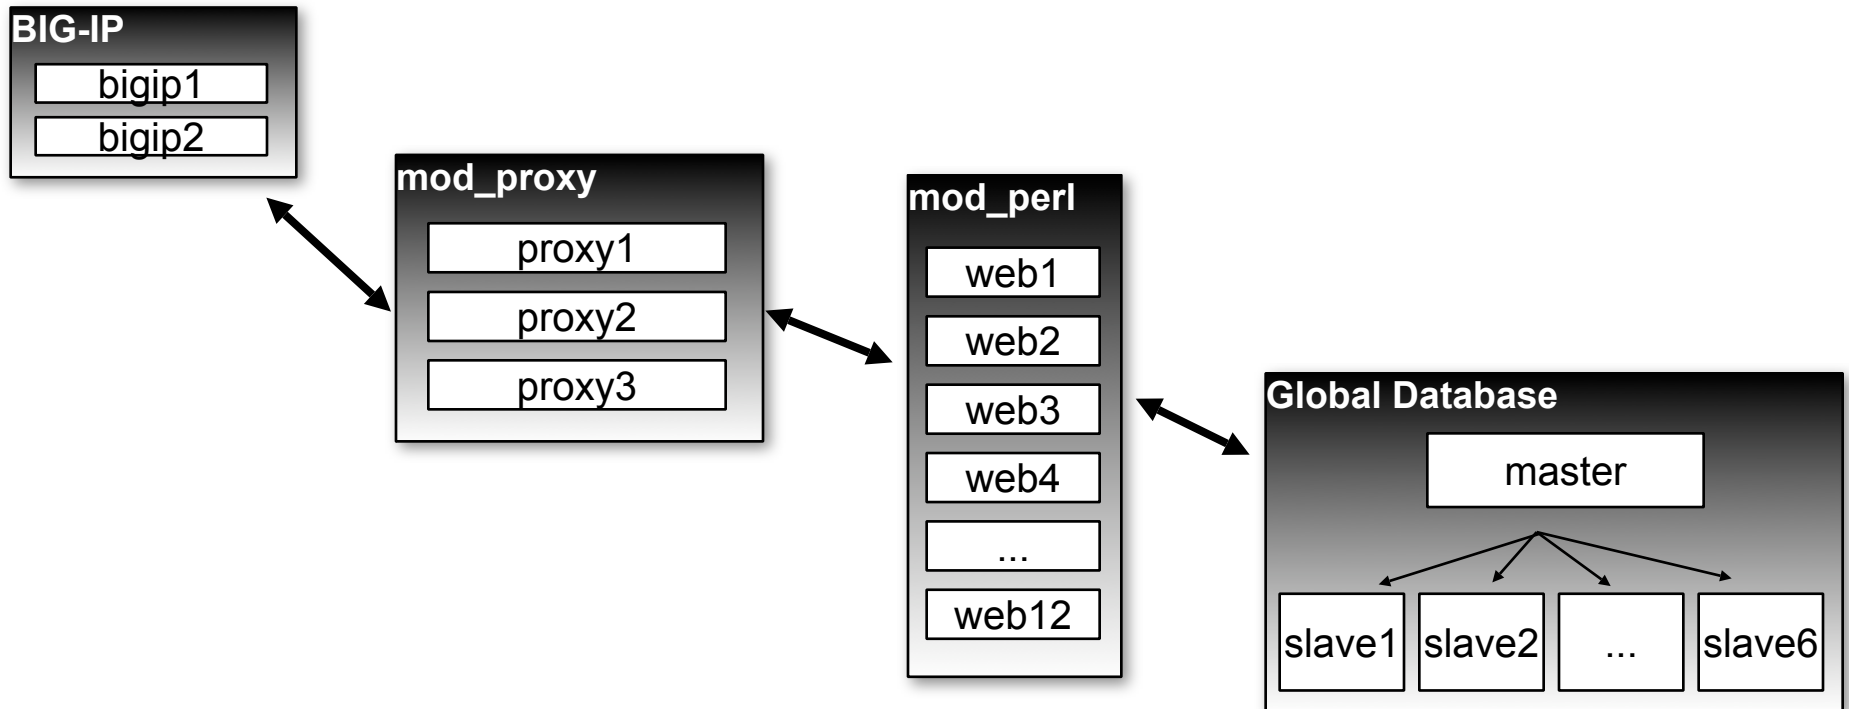 BIG-IP
bigip1
bigip2
mod_proxy
proxy1
proxy2
proxy3
mod_perl
web1
web2
web3
web4
...
web12
Global Database
master
slave1 slave2 ... slave6